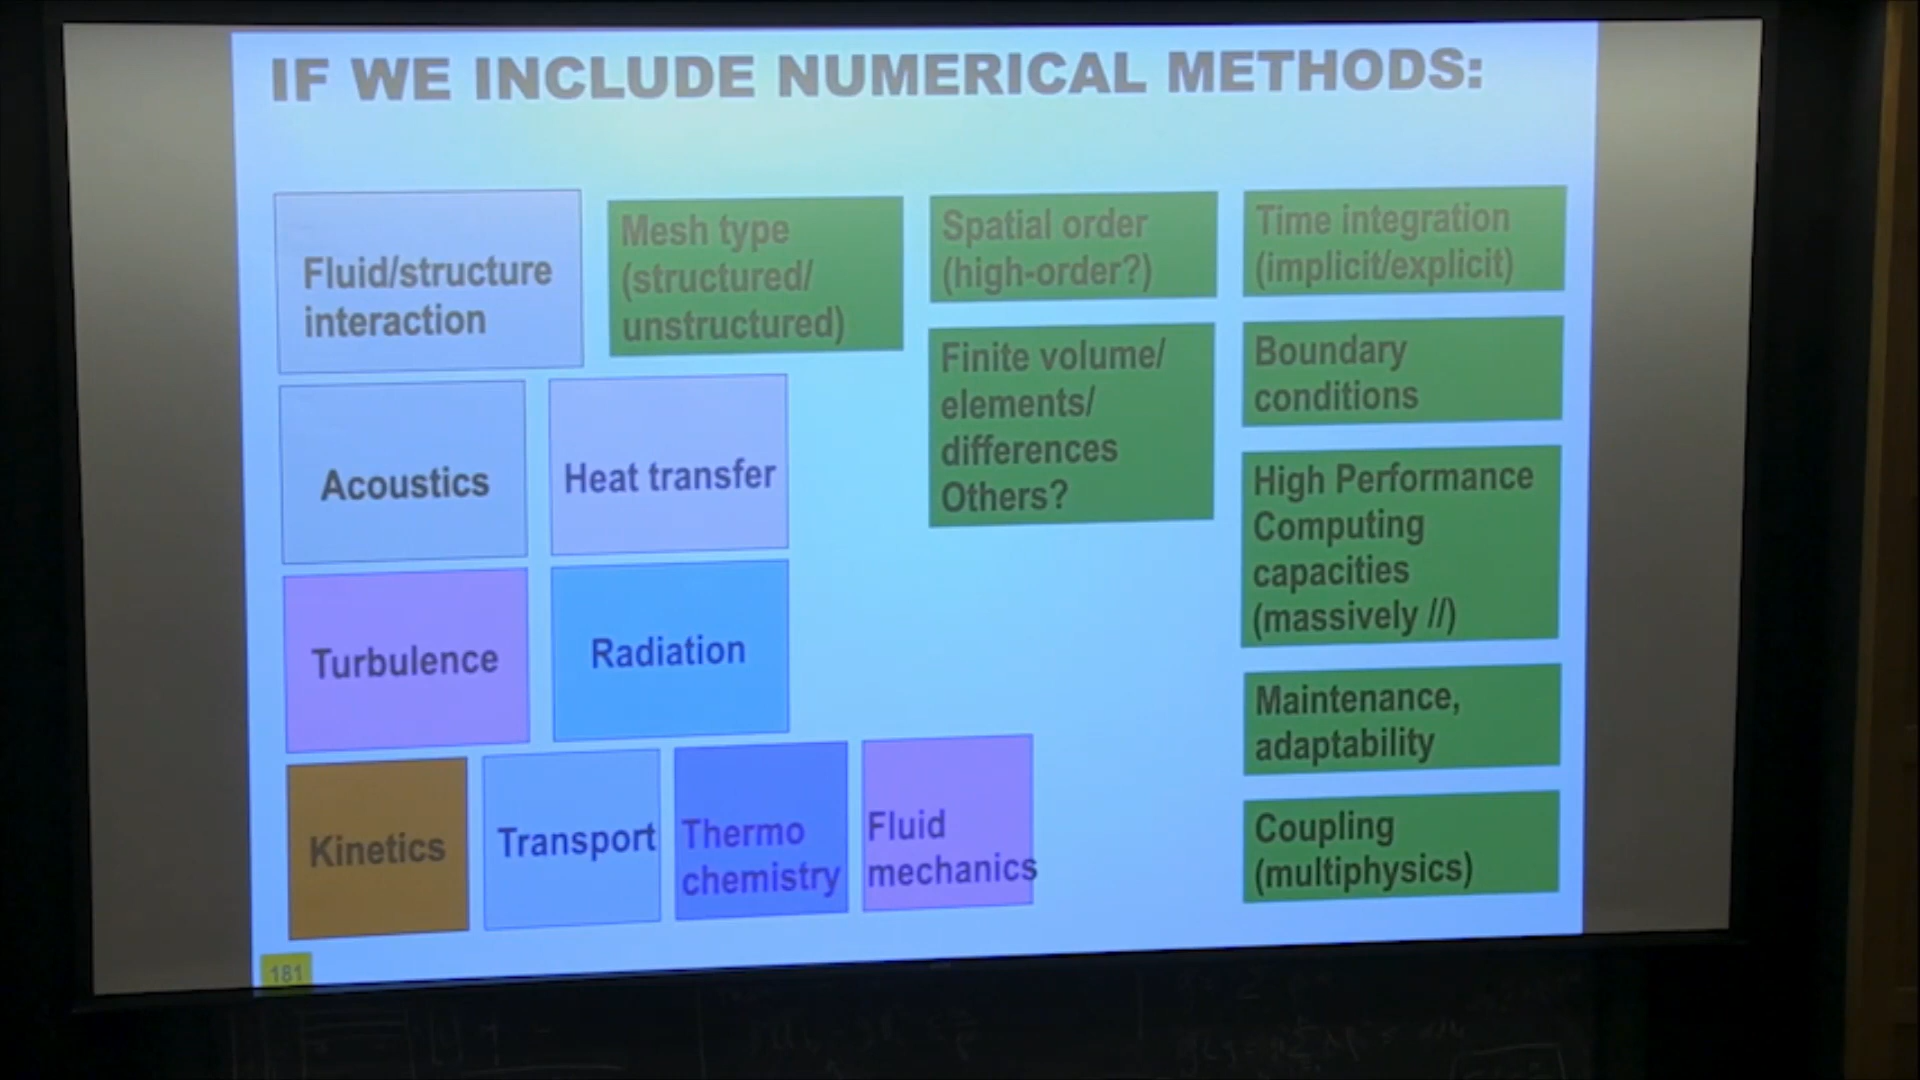 IF WE INCLUDE NUMERICAL METHODS:
Fluid/structure
interaction
Mesh type
(structured/
unstructured)
Spatial order
(high-order?)
Time integration
(implicit/explicit)
Finite volume/
elements/
differences
Others?
Boundary
conditions
Acoustics
Heat transfer
High Performance
Computing
capacities
(massively //)
Turbulence
Radiation
Maintenance,
adaptability
Kinetics
Transport
Thermo
chemistry
Fluid
mechanics
Coupling
(multiphysics)
181